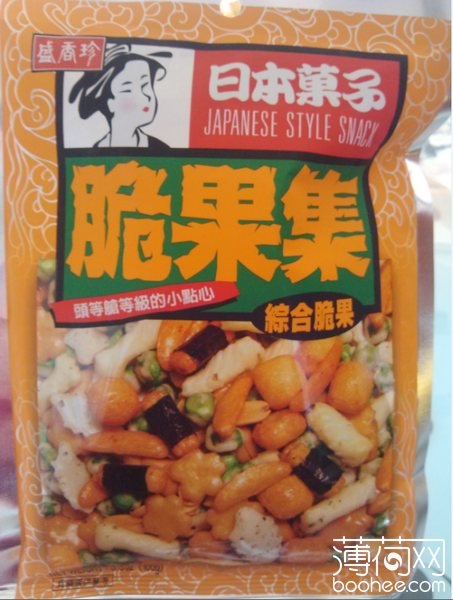 盛香珍
日本菓子
JAPANESE STYLE SNACK
脆果集
頭等艙等級的小點心
綜合脆果
薄荷网
boohee.com